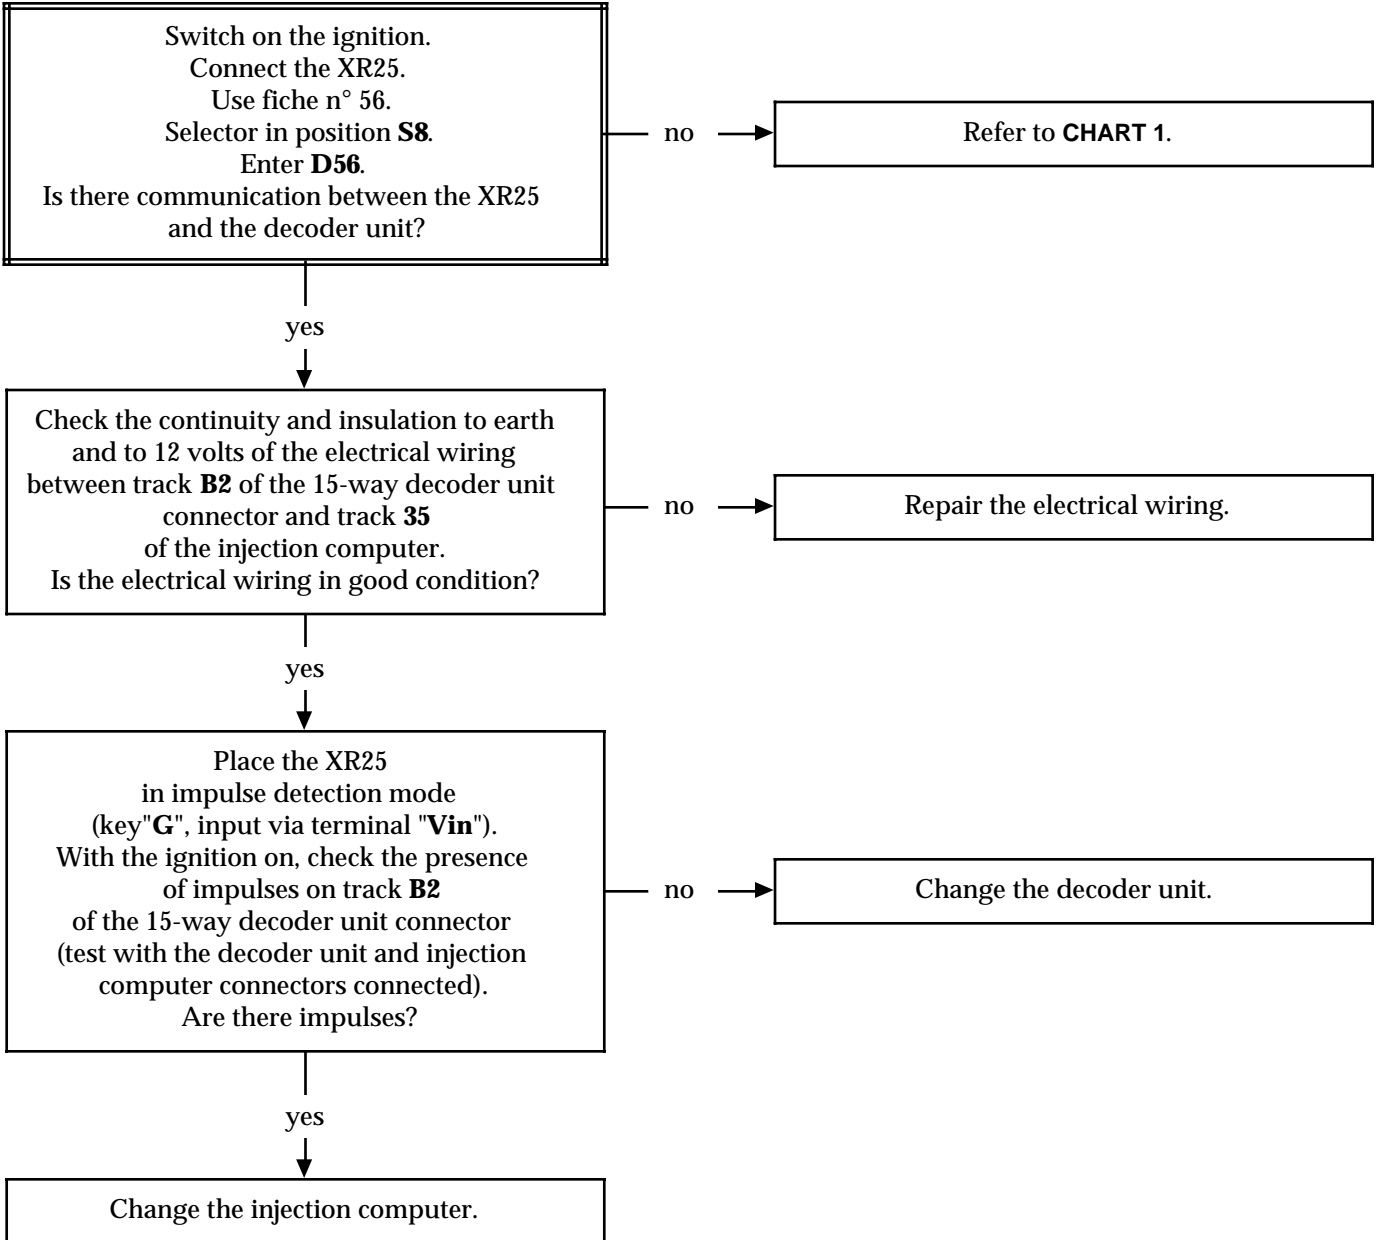 Switch on the ignition.
Connect the XR25.
Use fiche n° 56.
Selector in position S8.
Enter D56.
Is there communication between the XR25
and the decoder unit?
no
Refer to CHART 1.
yes
Check the continuity and insulation to earth
and to 12 volts of the electrical wiring
between track B2 of the 15-way decoder unit
connector and track 35
of the injection computer.
Is the electrical wiring in good condition?
no
Repair the electrical wiring.
yes
Place the XR25
in impulse detection mode
(key"G", input via terminal "Vin").
With the ignition on, check the presence
of impulses on track B2
of the 15-way decoder unit connector
(test with the decoder unit and injection
computer connectors connected).
Are there impulses?
no
Change the decoder unit.
yes
Change the injection computer.